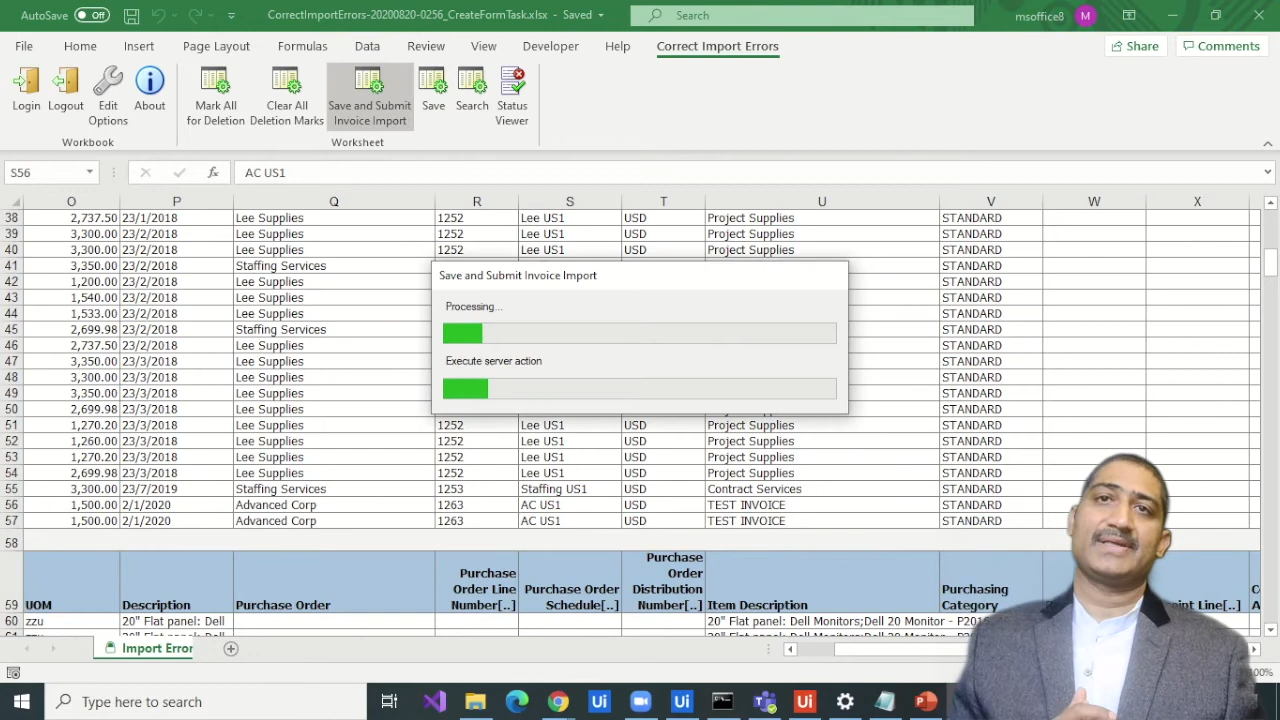 AutoSave Off CorrectImportErrors-20200820-0256_CreateFormTask.xlsx - Saved Search msoffice8 M
File Home Insert Page Layout Formulas Data Review View Developer Help Correct Import Errors Share Comments
Login Logout Edit Options About Mark All for Deletion Clear All Deletion Marks Save and Submit Invoice Import Save Search Status Viewer
Workbook Worksheet
S56 fx AC US1
O P Q R S T U V W X
38 2,737.50 23/1/2018 Lee Supplies 1252 Lee US1 USD Project Supplies STANDARD
39 3,300.00 23/2/2018 Lee Supplies 1252 Lee US1 USD Project Supplies STANDARD
40 3,300.00 23/2/2018 Lee Supplies 1252 Lee US1 USD Project Supplies STANDARD
41 3,350.00 23/2/2018 Staffing Services STANDARD
42 1,200.00 23/2/2018 Lee Supplies STANDARD
43 1,540.00 23/2/2018 Lee Supplies STANDARD
44 1,533.00 23/2/2018 Lee Supplies STANDARD
45 2,699.98 23/2/2018 Staffing Services STANDARD
46 2,737.50 23/2/2018 Lee Supplies STANDARD
47 3,350.00 23/3/2018 Lee Supplies STANDARD
48 3,300.00 23/3/2018 Lee Supplies STANDARD
49 3,350.00 23/3/2018 Lee Supplies STANDARD
50 2,699.98 23/3/2018 Lee Supplies STANDARD
Save and Submit Invoice Import
Processing...
Execute server action
51 1,270.20 23/3/2018 Lee Supplies 1252 Lee US1 USD Project Supplies STANDARD
52 1,260.00 23/3/2018 Lee Supplies 1252 Lee US1 USD Project Supplies STANDARD
53 1,270.20 23/3/2018 Lee Supplies 1252 Lee US1 USD Project Supplies STANDARD
54 2,699.98 23/3/2018 Lee Supplies 1252 Lee US1 USD Project Supplies STANDARD
55 3,300.00 23/7/2019 Staffing Services 1253 Staffing US1 USD Contract Services STANDARD
56 1,500.00 2/1/2020 Advanced Corp 1263 AC US1 USD TEST INVOICE STANDARD
57 1,500.00 2/1/2020 Advanced Corp 1263 AC US1 USD TEST INVOICE STANDARD
58
59 UOM Description Purchase Order Purchase Order Line Number[..] Purchase Order Schedule[..] Purchase Order Distribution Number[..] Item Description Purchasing Category Line[..]
60 zzu 20" Flat panel: Dell 20" Flat panel: Dell Monitors;Dell 20 Monitor - P2015
Import Error
100%
Type here to search